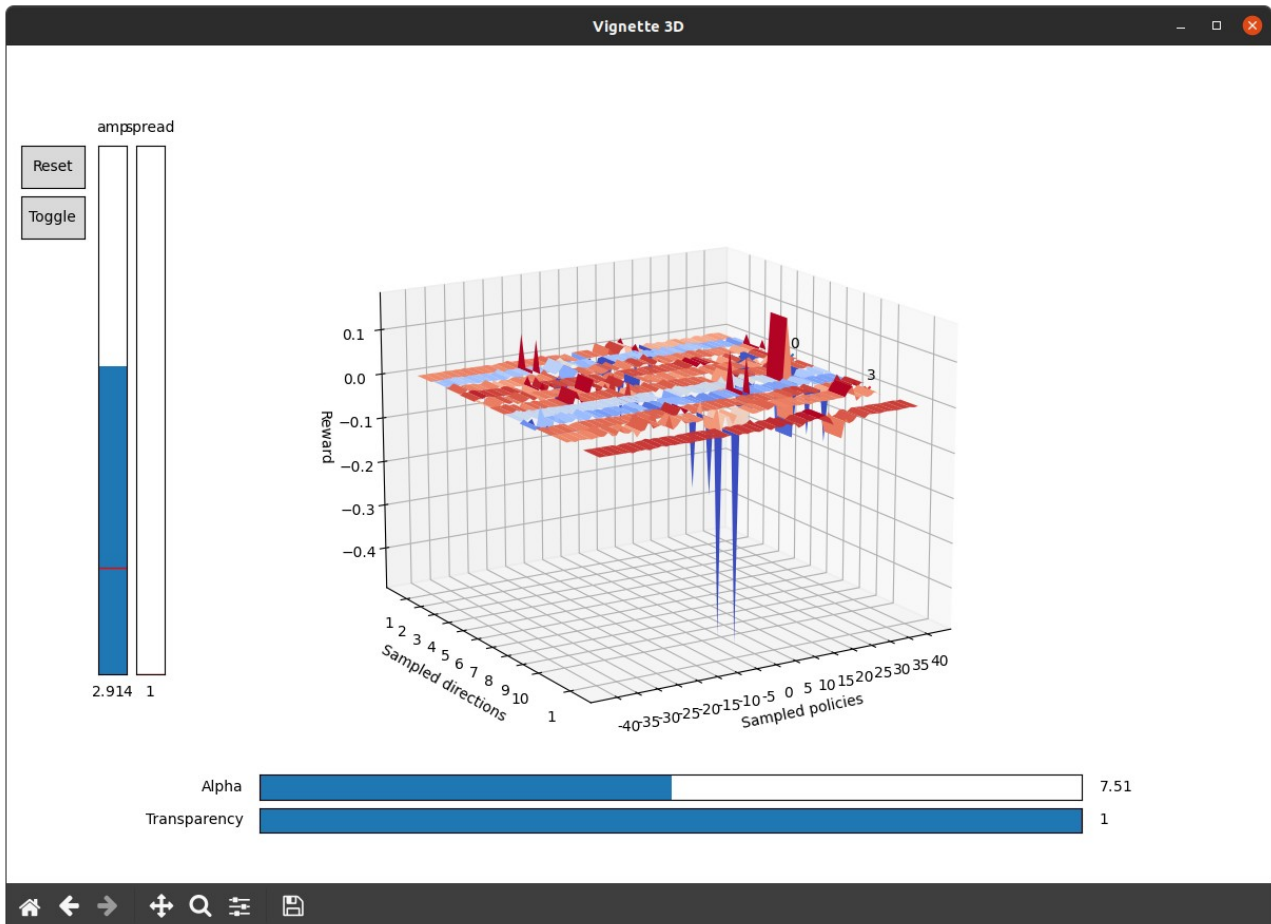 Vignette 3D
amp spread
Reset
Toggle
0.1
0.0
−0.1
−0.2
−0.3
−0.4
Reward
0
3
1 2 3 4 5 6 7 8 9 10 1
Sampled directions
-40 -35 -30 -25 -20 -15 -10 -5 0 5 10 15 20 25 30 35 40
Sampled policies
2.914 1
Alpha 7.51
Transparency 1